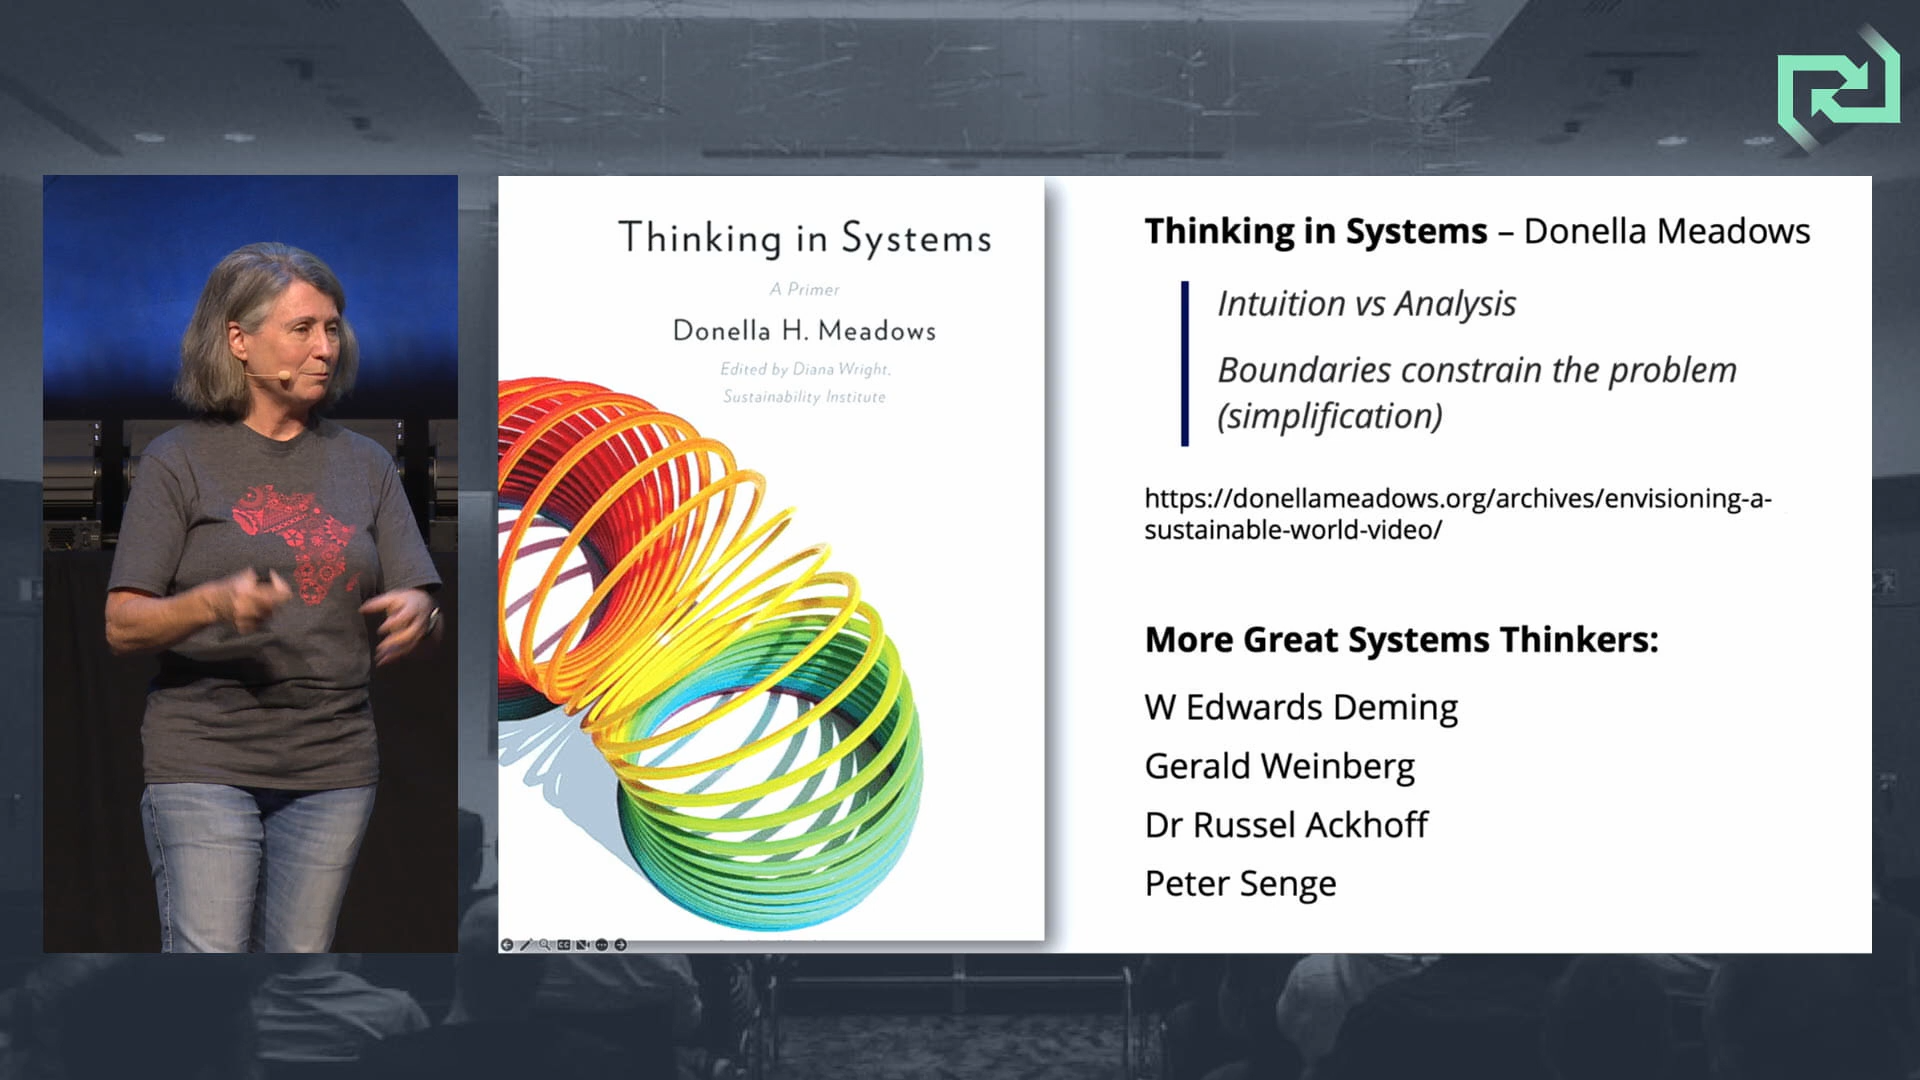 Thinking in Systems
A Primer
Donella H. Meadows
Edited by Diana Wright,
Sustainability Institute
Thinking in Systems – Donella Meadows
Intuition vs Analysis
Boundaries constrain the problem
(simplification)
https://donellameadows.org/archives/envisioning-a-
sustainable-world-video/
More Great Systems Thinkers:
W Edwards Deming
Gerald Weinberg
Dr Russel Ackhoff
Peter Senge